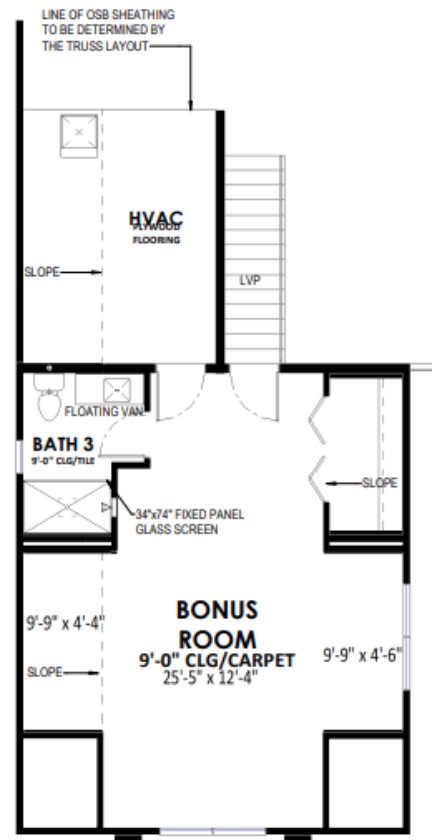 LINE OF OSB SHEATHING
TO BE DETERMINED BY
THE TRUSS LAYOUT
HVAC
PLYWOOD
FLOORING
SLOPE
LVP
FLOATING VAN.
BATH 3
9'-0" CLG/TILE
SLOPE
34"x74" FIXED PANEL
GLASS SCREEN
9'-9" x 4'-4"
BONUS
ROOM
9'-0" CLG/CARPET
25'-5" x 12'-4"
9'-9" x 4'-6"
SLOPE